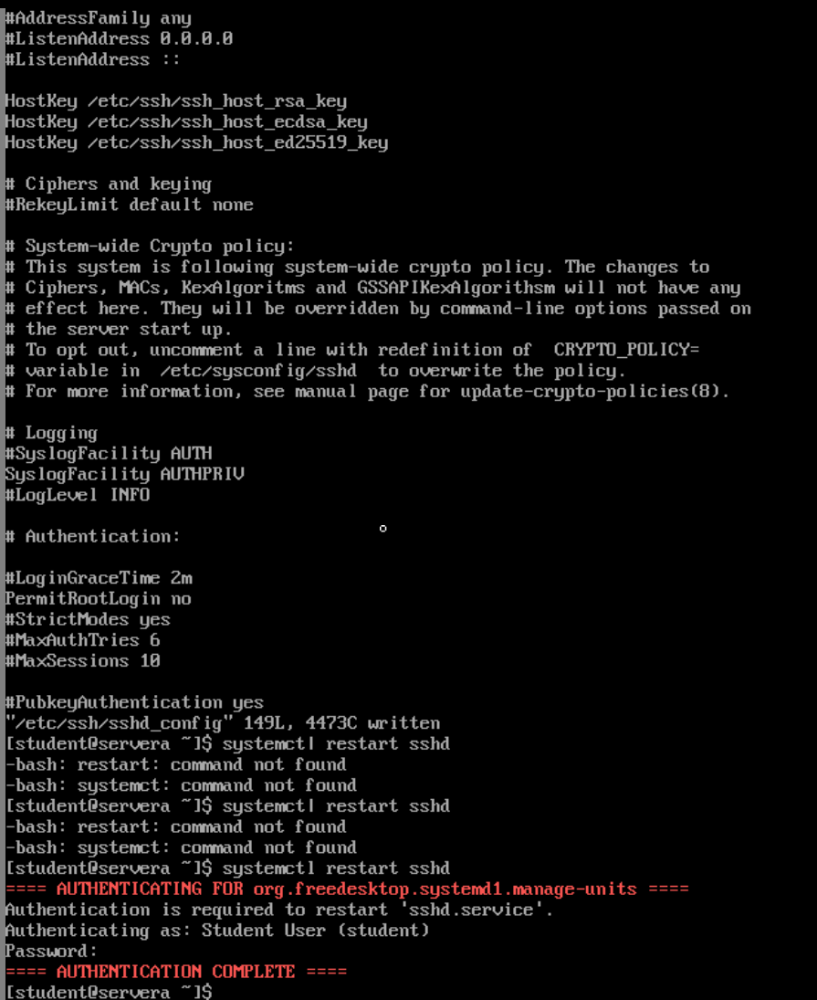 #AddressFamily any
#ListenAddress 0.0.0.0
#ListenAddress ::
HostKey /etc/ssh/ssh_host_rsa_key
HostKey /etc/ssh/ssh_host_ecdsa_key
HostKey /etc/ssh/ssh_host_ed25519_key
# Ciphers and keying
#RekeyLimit default none
# System-wide Crypto policy:
# This system is following system-wide crypto policy. The changes to
# Ciphers, MACs, KexAlgoritms and GSSAPIKexAlgorithsm will not have any
# effect here. They will be overridden by command-line options passed on
# the server start up.
# To opt out, uncomment a line with redefinition of  CRYPTO_POLICY=
# variable in  /etc/sysconfig/sshd  to overwrite the policy.
# For more information, see manual page for update-crypto-policies(8).
# Logging
#SyslogFacility AUTH
SyslogFacility AUTHPRIV
#LogLevel INFO
# Authentication:
#LoginGraceTime 2m
PermitRootLogin no
#StrictModes yes
#MaxAuthTries 6
#MaxSessions 10
#PubkeyAuthentication yes
"/etc/ssh/sshd_config" 149L, 4473C written
[student@servera ~]$ systemct| restart sshd
-bash: restart: command not found
-bash: systemct: command not found
[student@servera ~]$ systemct| restart sshd
-bash: restart: command not found
-bash: systemct: command not found
[student@servera ~]$ systemctl restart sshd
==== AUTHENTICATING FOR org.freedesktop.systemd1.manage-units ====
Authentication is required to restart 'sshd.service'.
Authenticating as: Student User (student)
Password:
==== AUTHENTICATION COMPLETE ====
[student@servera ~]$